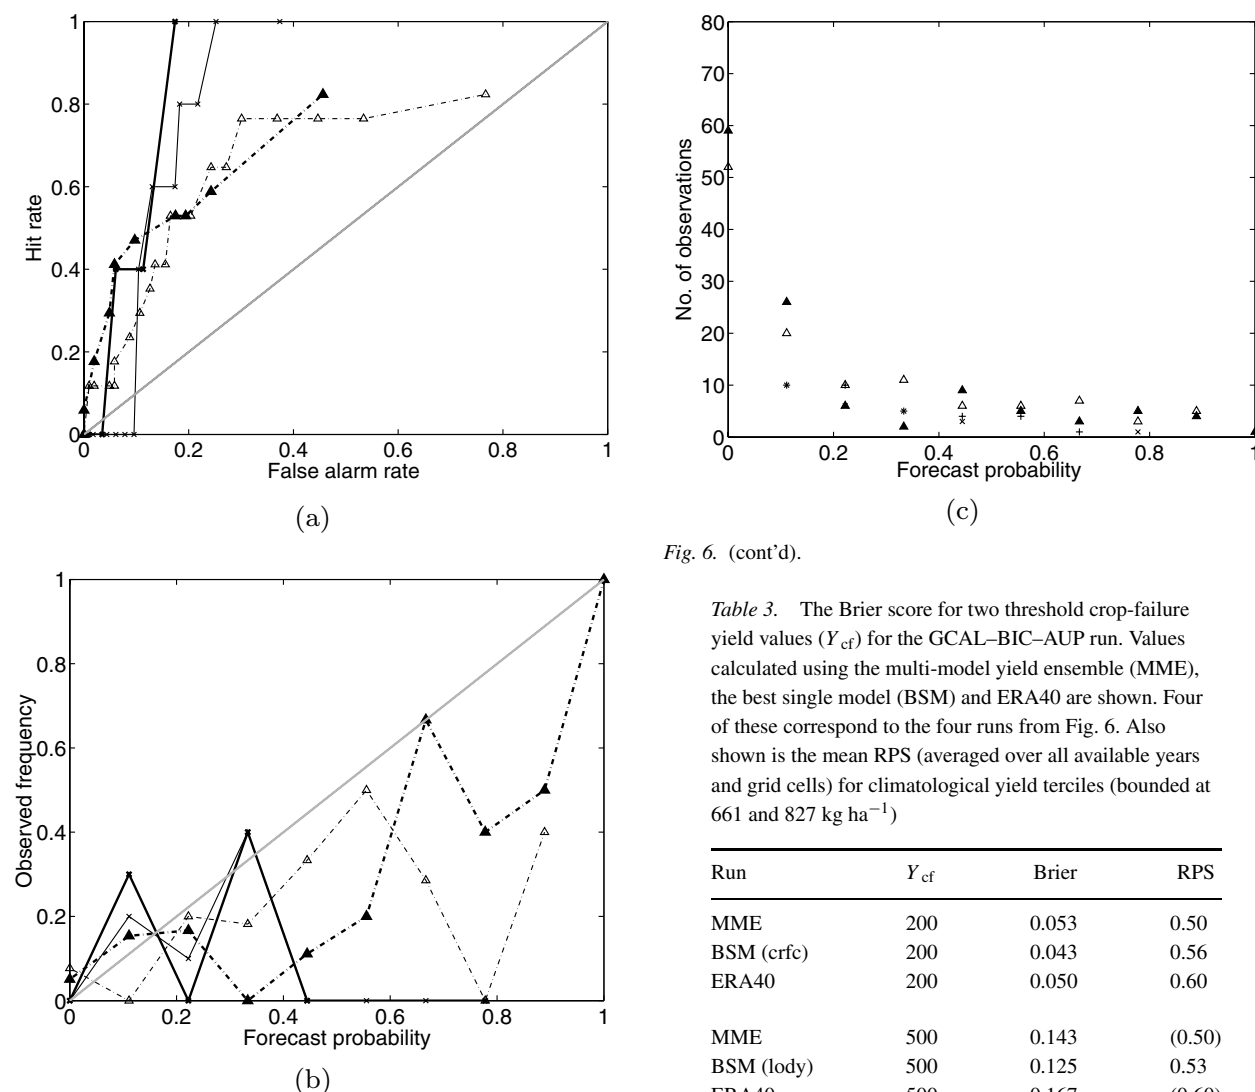 1
0.8
0.6
0.4
0.2
0
0 0.2 0.4 0.6 0.8 1
Hit rate
False alarm rate
(a)
1
0.8
0.6
0.4
0.2
0
0 0.2 0.4 0.6 0.8 1
Observed frequency
Forecast probability
(b)
80
70
60
50
40
30
20
10
0
0.2 0.4 0.6 0.8 1
No. of observations
Forecast probability
(c)
Fig. 6. (cont'd).
Table 3. The Brier score for two threshold crop-failure
yield values (Y cf) for the GCAL–BIC–AUP run. Values
calculated using the multi-model yield ensemble (MME),
the best single model (BSM) and ERA40 are shown. Four
of these correspond to the four runs from Fig. 6. Also
shown is the mean RPS (averaged over all available years
and grid cells) for climatological yield terciles (bounded at
661 and 827 kg ha−1)
Run Y cf Brier RPS
MME 200 0.053 0.50
BSM (crfc) 200 0.043 0.56
ERA40 200 0.050 0.60
MME 500 0.143 (0.50)
BSM (lody) 500 0.125 0.53
ERA40 500 0.167 (0.60)